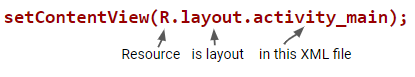 setContentView(R.layout.activity_main);
Resource is layout in this XML file